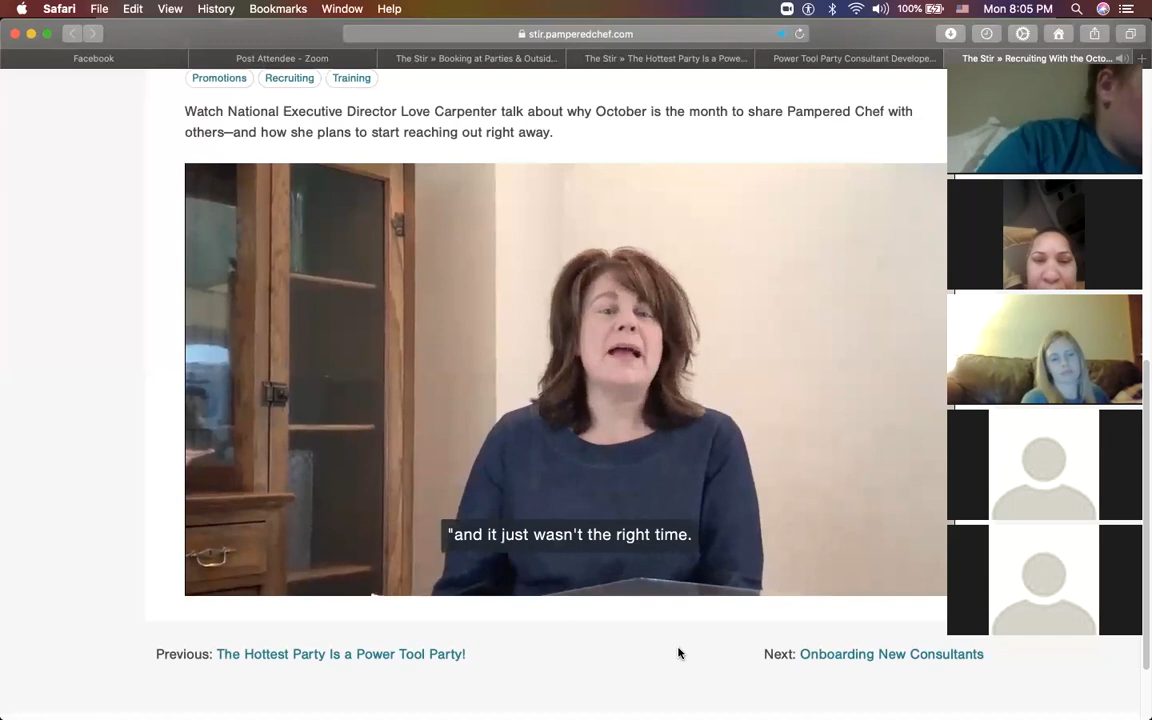 Safari File Edit View History Bookmarks Window Help 100% Mon 8:05 PM
stir.pamperedchef.com
Facebook
Post Attendee - Zoom
The Stir » Booking at Parties & Outsid...
The Stir » The Hottest Party Is a Powe...
Power Tool Party Consultant Develope...
The Stir » Recruiting With the Octo...
Promotions Recruiting Training
Watch National Executive Director Love Carpenter talk about why October is the month to share Pampered Chef with
others—and how she plans to start reaching out right away.
"and it just wasn't the right time.
Previous: The Hottest Party Is a Power Tool Party! Next: Onboarding New Consultants